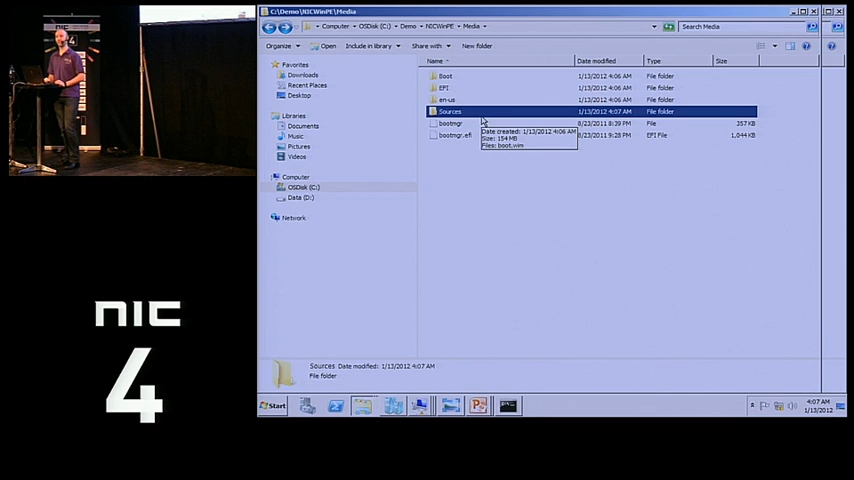 nic
4
nic
4
C:\Demo\NICWinPE\Media
Computer
OSDisk (C:)
Demo
NICWinPE
Media
Search Media
Organize
Open
Include in library
Share with
New folder
Name
Date modified
Type
Size
Favorites
Downloads
Recent Places
Desktop
Libraries
Documents
Music
Pictures
Videos
Computer
OSDisk (C:)
Data (D:)
Network
Boot 1/13/2012 4:06 AM File folder
EFI 1/13/2012 4:06 AM File folder
en-us 1/13/2012 4:06 AM File folder
Sources 1/13/2012 4:07 AM File folder
bootmgr 8/23/2011 8:39 PM File 357 KB
bootmgr.efi 8/23/2011 9:28 PM EFI File 1,044 KB
Date created: 1/13/2012 4:06 AM
Size: 154 MB
Files: boot.wim
Sources Date modified: 1/13/2012 4:07 AM
File folder
Start
4:07 AM
1/13/2012